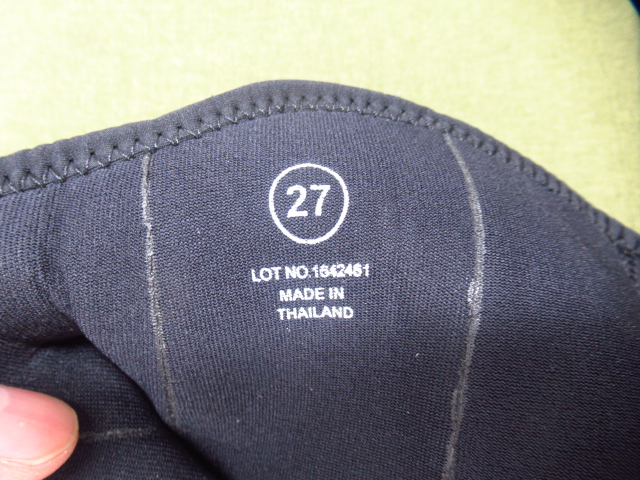 27
LOT NO.1642461
MADE IN
THAILAND